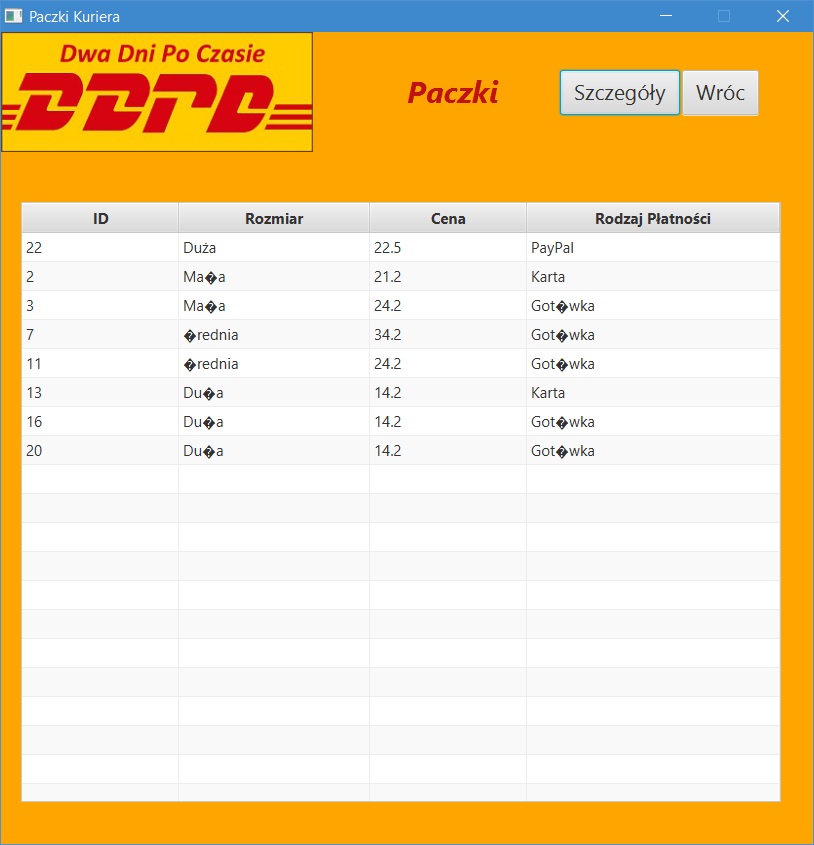 Paczki Kuriera
Dwa Dni Po Czasie
Paczki
Szczegóły
Wróc
ID Rozmiar Cena Rodzaj Płatności
22 Duża 22.5 PayPal
2 Ma�a 21.2 Karta
3 Ma�a 24.2 Got�wka
7 �rednia 34.2 Got�wka
11 �rednia 24.2 Got�wka
13 Du�a 14.2 Karta
16 Du�a 14.2 Got�wka
20 Du�a 14.2 Got�wka